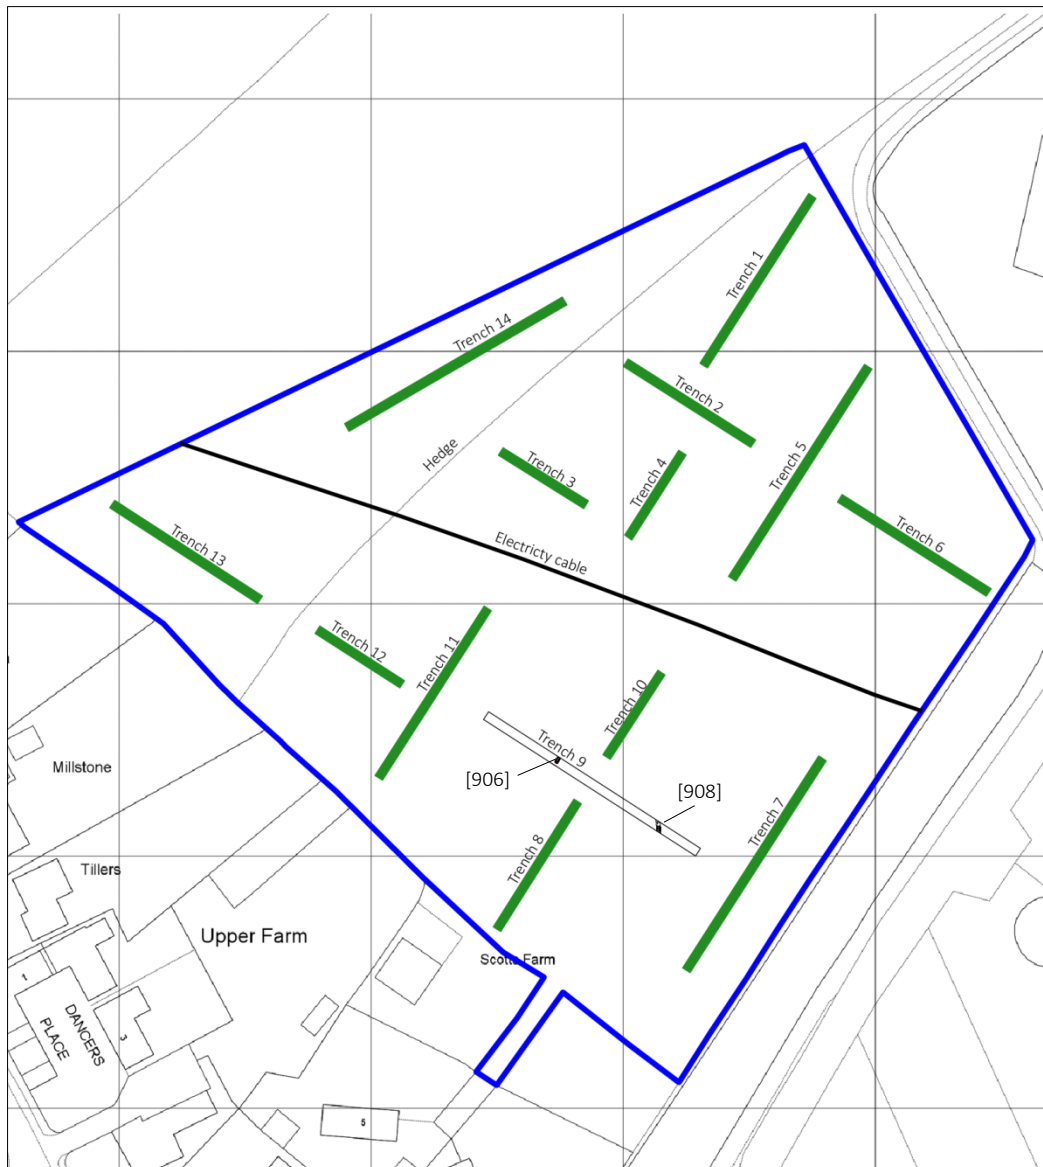 Trench 1
Trench 14
Trench 2
Hedge
Trench 3
Trench 4
Trench 5
Trench 6
Electricty cable
Trench 13
Trench 12
Trench 11
Trench 10
Trench 9
[906]
[908]
Millstone
Trench 7
Trench 8
Tillers
Upper Farm
Scotts Farm
1
DANCERS
PLACE
3
5